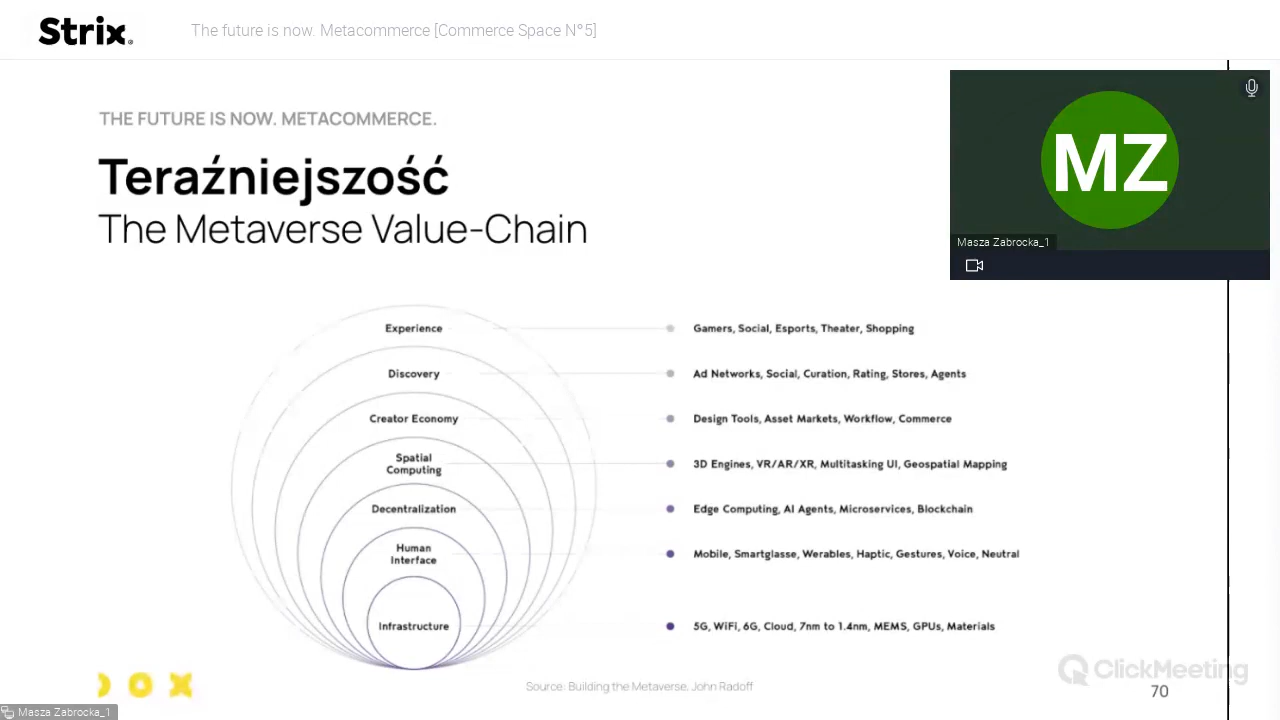 Strix®
The future is now. Metacommerce [Commerce Space N°5]
THE FUTURE IS NOW. METACOMMERCE.
Teraźniejszość
The Metaverse Value-Chain
MZ
Masza Zabrocka_1
Experience
Gamers, Social, Esports, Theater, Shopping
Discovery
Ad Networks, Social, Curation, Rating, Stores, Agents
Creator Economy
Design Tools, Asset Markets, Workflow, Commerce
Spatial
Computing
3D Engines, VR/AR/XR, Multitasking UI, Geospatial Mapping
Decentralization
Edge Computing, AI Agents, Microservices, Blockchain
Human
Interface
Mobile, Smartglasse, Werables, Haptic, Gestures, Voice, Neutral
Infrastructure
5G, WiFi, 6G, Cloud, 7nm to 1.4nm, MEMS, GPUs, Materials
Source: Building the Metaverse, John Radoff
ClickMeeting
70
Masza Zabrocka_1